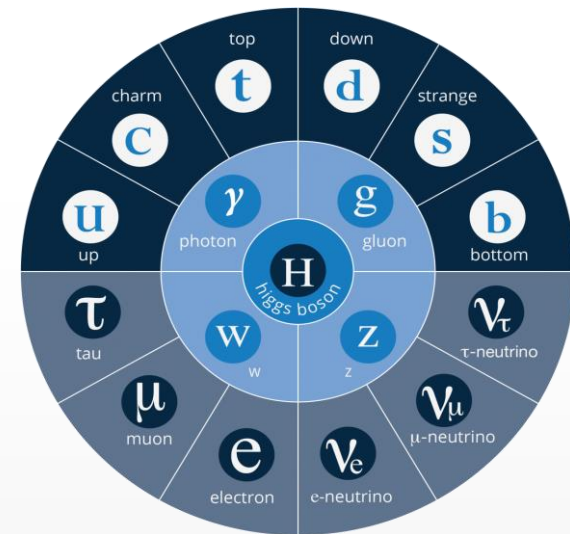 top
down
t
d
charm
strange
c
s
u
γ
g
b
up
photon
gluon
bottom
H
higgs boson
τ
W
Z
ντ
tau
w
z
τ-neutrino
μ
νμ
muon
μ-neutrino
e
νe
electron
e-neutrino